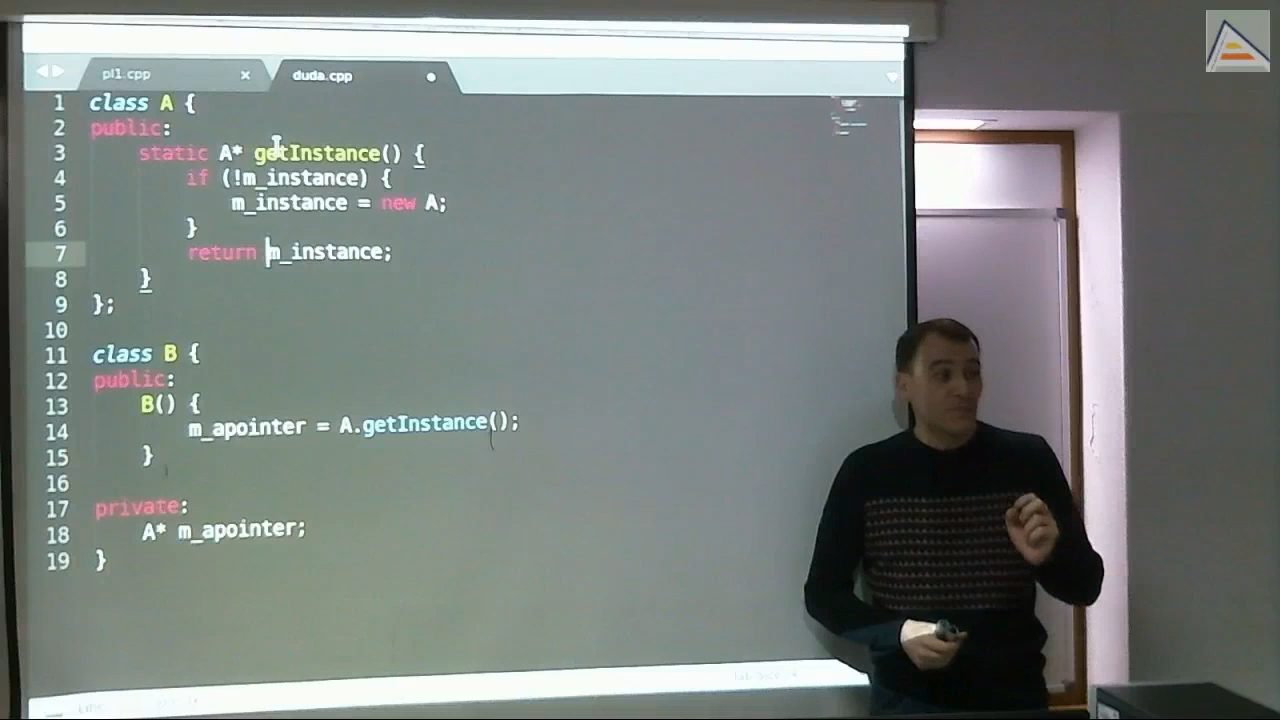 pl1.cpp × duda.cpp
1 class A {
2 public:
3 static A* getInstance() {
4 if (!m_instance) {
5 m_instance = new A;
6 }
7 return m_instance;
8 }
9 };
10
11 class B {
12 public:
13 B() {
14 m_apointer = A.getInstance();
15 }
16
17 private:
18 A* m_apointer;
19 }